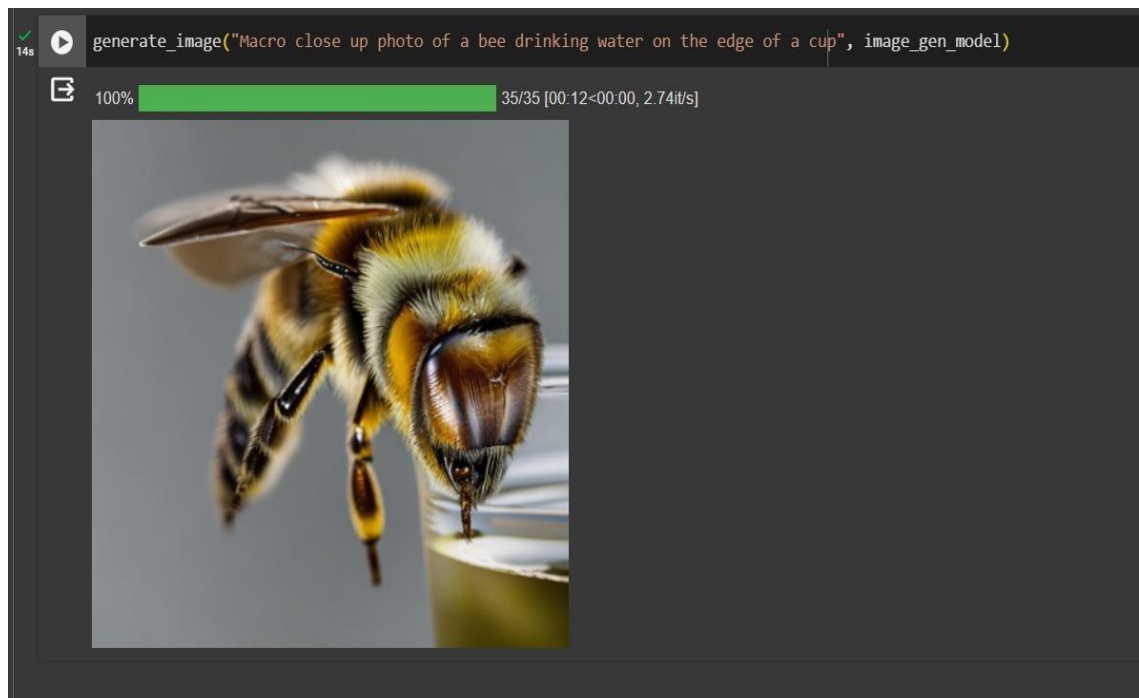 generate_image("Macro close up photo of a bee drinking water on the edge of a cup", image_gen_model)
14s
100% 35/35 [00:12<00:00, 2.74it/s]